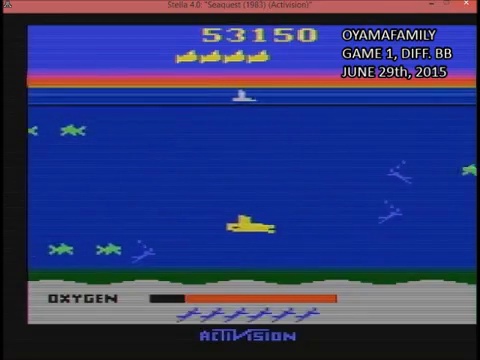 Stella 4.0: "Seaquest (1983) (Activision)"
53150
OYAMAFAMILY
GAME 1, DIFF. BB
JUNE 29th, 2015
OXYGEN
ACTIVISION